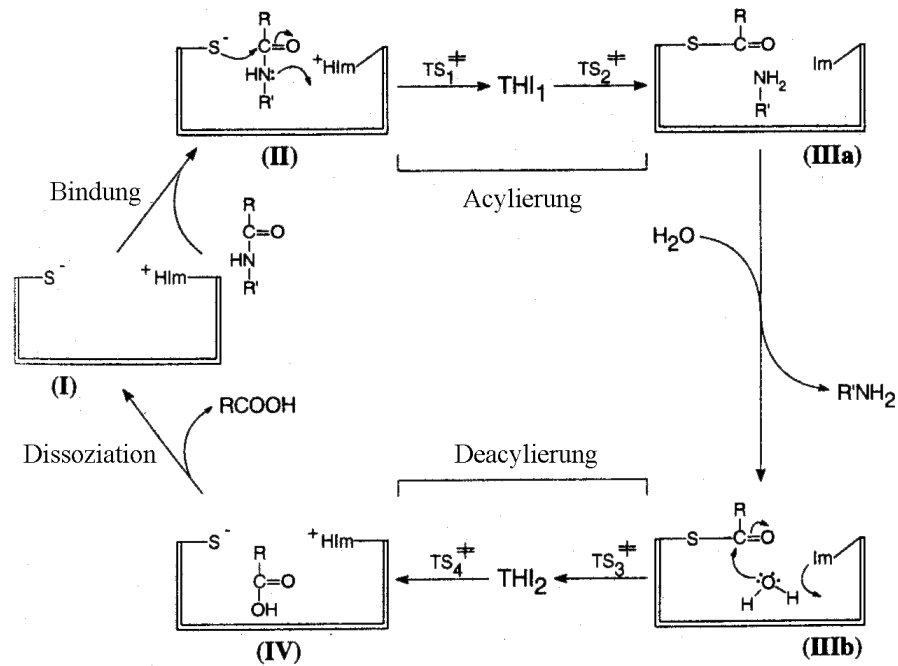 R
S-
C=O
+HIm
HN:
R'
(II)
TS1‡
THI1
TS2‡
R
S
C=O
Im
NH2
R'
(IIIa)
Bindung
Acylierung
R
C=O
HN
R'
S-
+HIm
(I)
H2O
R'NH2
RCOOH
Dissoziation
Deacylierung
S-
+HIm
R
C=O
OH
(IV)
TS4‡
THI2
TS3‡
R
S
C=O
Im
O
H
H
(IIIb)